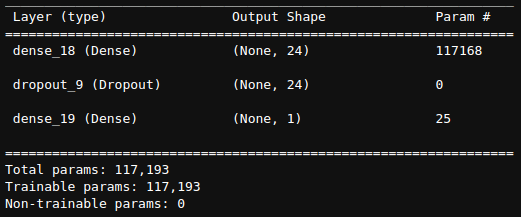 Layer (type) Output Shape Param #
dense_18 (Dense) (None, 24) 117168
dropout_9 (Dropout) (None, 24) 0
dense_19 (Dense) (None, 1) 25
Total params: 117,193
Trainable params: 117,193
Non-trainable params: 0